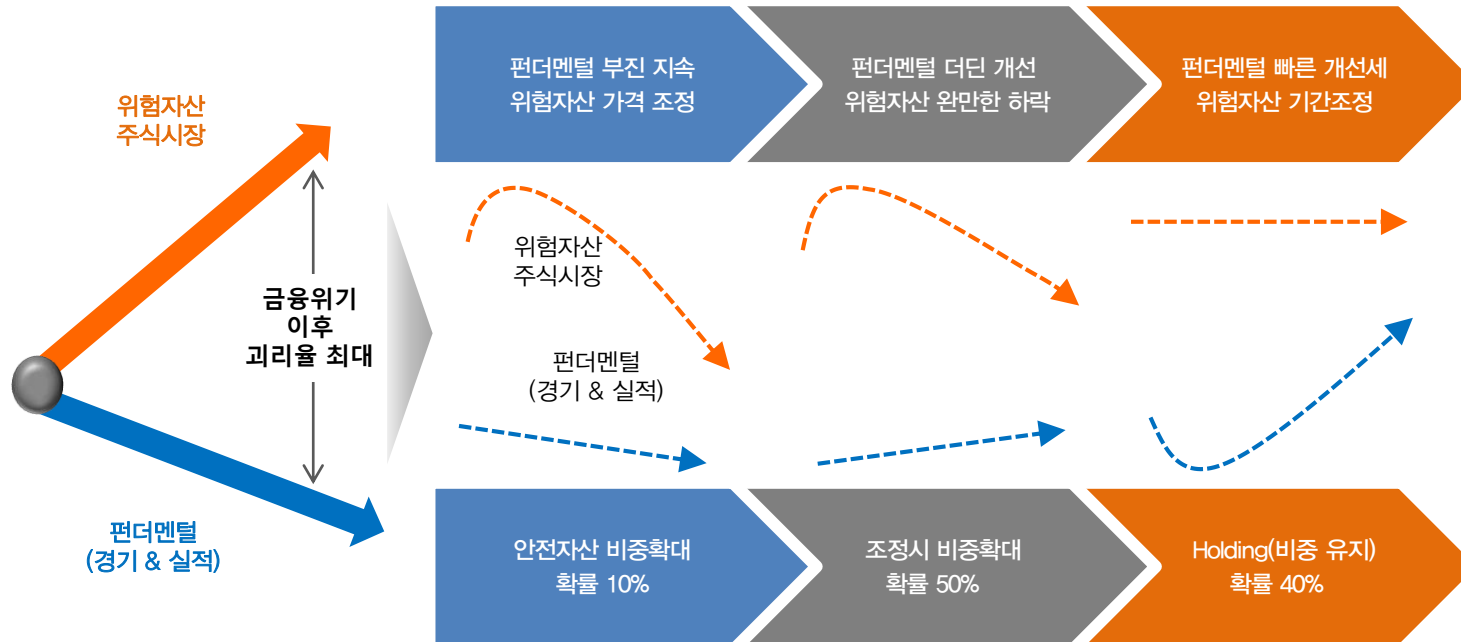 위험자산
주식시장
금융위기
이후
괴리율 최대
펀더멘털
(경기 & 실적)
펀더멘털 부진 지속
위험자산 가격 조정
펀더멘털 더딘 개선
위험자산 완만한 하락
펀더멘털 빠른 개선세
위험자산 기간조정
위험자산
주식시장
펀더멘털
(경기 & 실적)
안전자산 비중확대
확률 10%
조정시 비중확대
확률 50%
Holding(비중 유지)
확률 40%